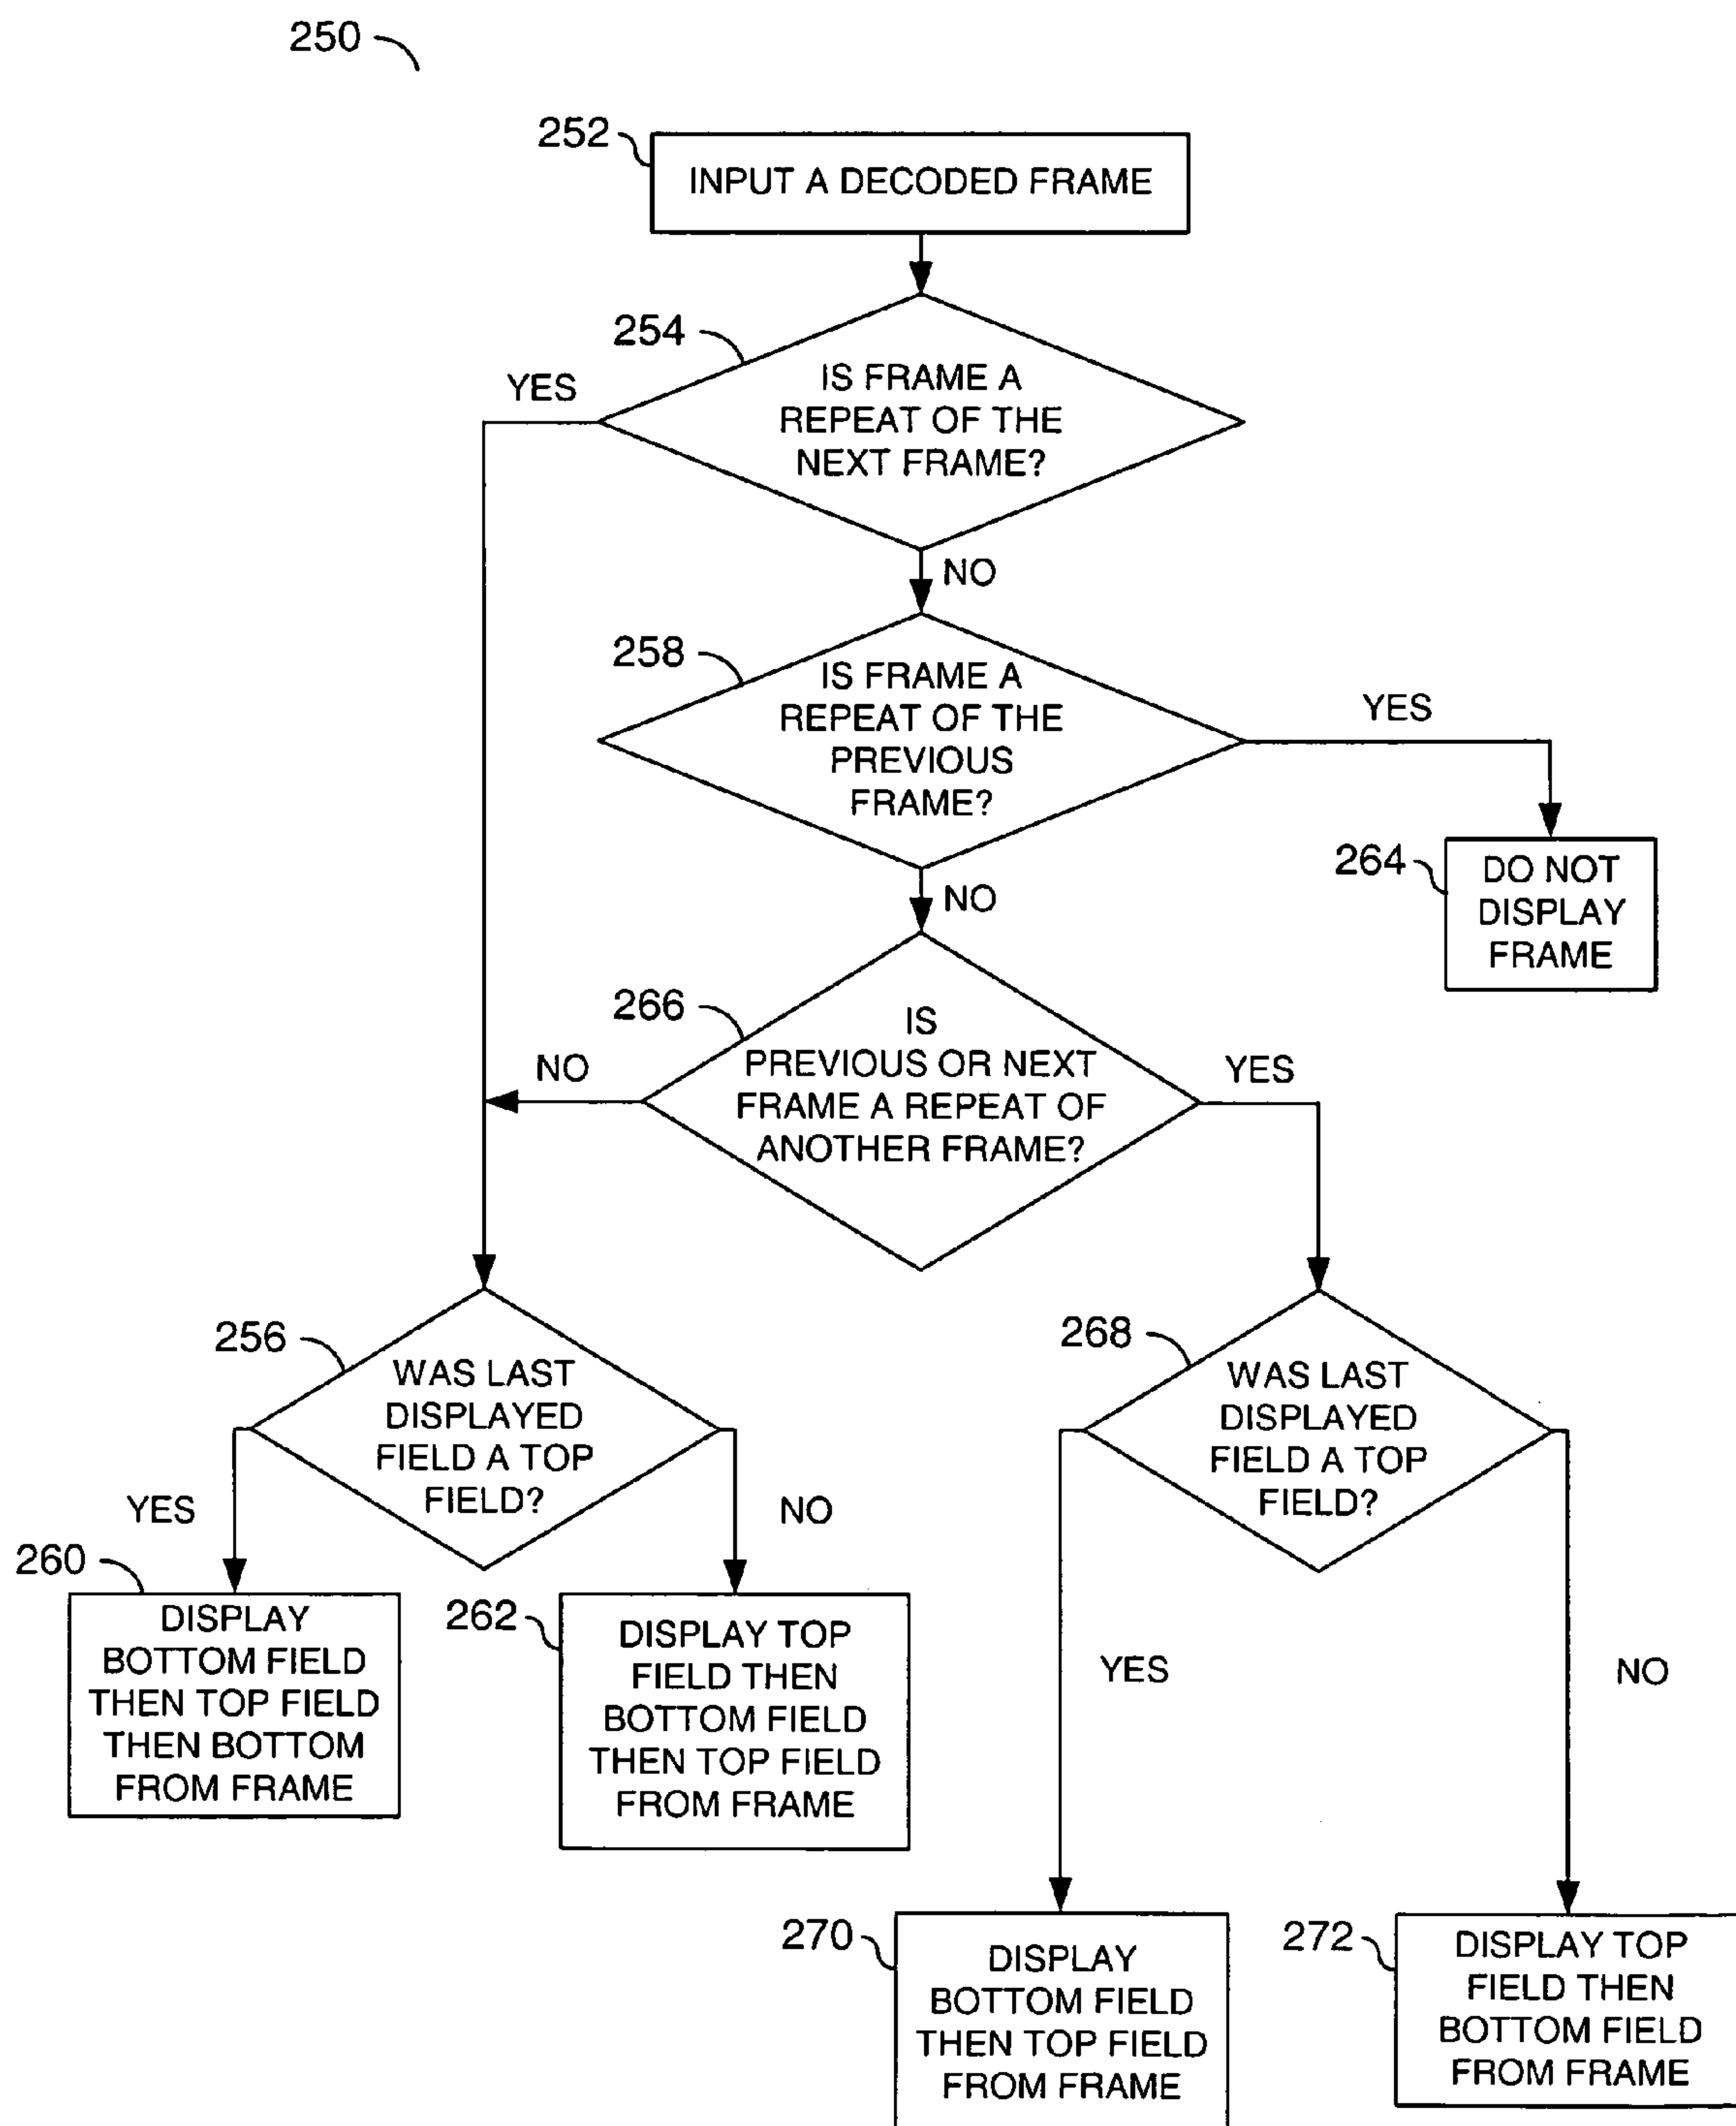 250
252
INPUT A DECODED FRAME
254
IS FRAME A
REPEAT OF THE
NEXT FRAME?
YES
NO
258
IS FRAME A
REPEAT OF THE
PREVIOUS
FRAME?
YES
NO
264
DO NOT
DISPLAY
FRAME
266
IS
PREVIOUS OR NEXT
FRAME A REPEAT OF
ANOTHER FRAME?
NO
YES
256
WAS LAST
DISPLAYED
FIELD A TOP
FIELD?
YES
NO
268
WAS LAST
DISPLAYED
FIELD A TOP
FIELD?
YES
NO
260
DISPLAY
BOTTOM FIELD
THEN TOP FIELD
THEN BOTTOM
FROM FRAME
262
DISPLAY TOP
FIELD THEN
BOTTOM FIELD
THEN TOP FIELD
FROM FRAME
270
DISPLAY
BOTTOM FIELD
THEN TOP FIELD
FROM FRAME
272
DISPLAY TOP
FIELD THEN
BOTTOM FIELD
FROM FRAME